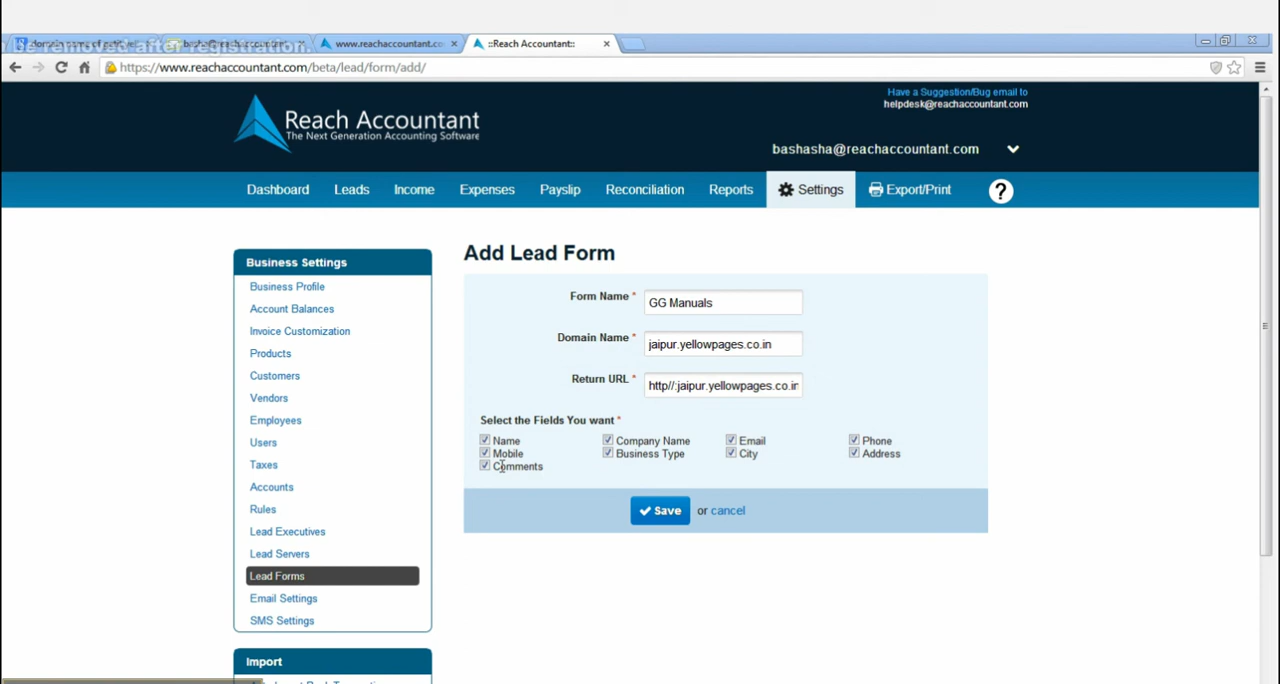 be removed after registration.
www.reachaccountant.co
::Reach Accountant::
https://www.reachaccountant.com/beta/lead/form/add/
Have a Suggestion/Bug email to
helpdesk@reachaccountant.com
Reach Accountant
The Next Generation Accounting Software
bashasha@reachaccountant.com
Dashboard Leads Income Expenses Payslip Reconciliation Reports Settings Export/Print ?
Business Settings
Business Profile
Account Balances
Invoice Customization
Products
Customers
Vendors
Employees
Users
Taxes
Accounts
Rules
Lead Executives
Lead Servers
Lead Forms
Email Settings
SMS Settings
Import
Add Lead Form
Form Name * GG Manuals
Domain Name * jaipur.yellowpages.co.in
Return URL * http//:jaipur.yellowpages.co.in
Select the Fields You want *
Name Company Name Email Phone
Mobile Business Type City Address
Comments
Save or cancel